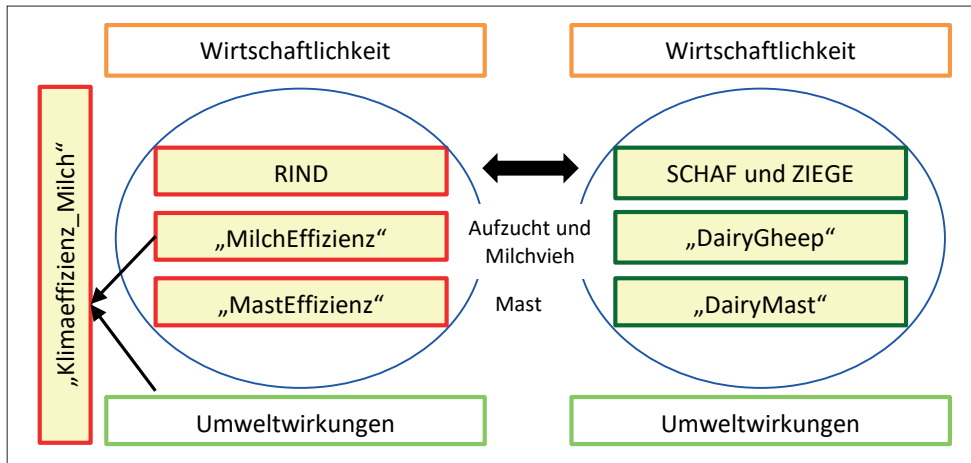 Wirtschaftlichkeit
Wirtschaftlichkeit
„Klimaeffizienz_Milch“
RIND
SCHAF und ZIEGE
„MilchEffizienz“
Aufzucht und
Milchvieh
„DairyGheep“
„MastEffizienz“
Mast
„DairyMast“
Umweltwirkungen
Umweltwirkungen